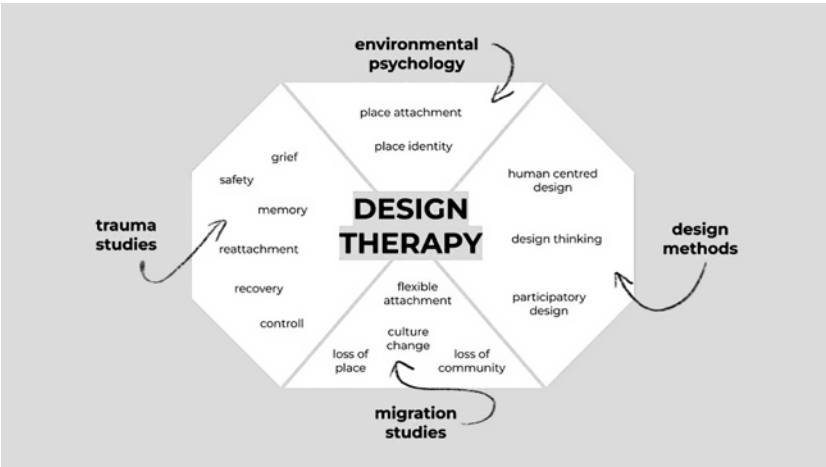 environmental
psychology
place attachment
place identity
grief
safety
memory
reattachment
recovery
controll
trauma
studies
DESIGN
THERAPY
human centred
design
design thinking
participatory
design
design
methods
flexible
attachment
culture
change
loss of
place
loss of
community
migration
studies